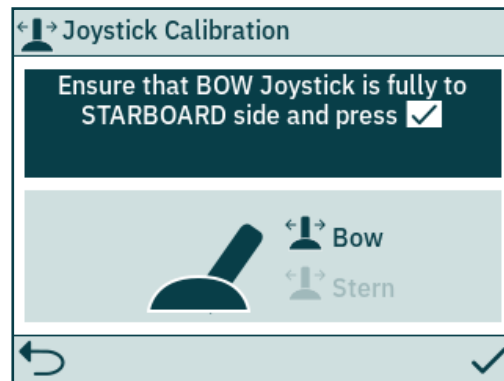 Joystick Calibration
Ensure that BOW Joystick is fully to
STARBOARD side and press
Bow
Stern